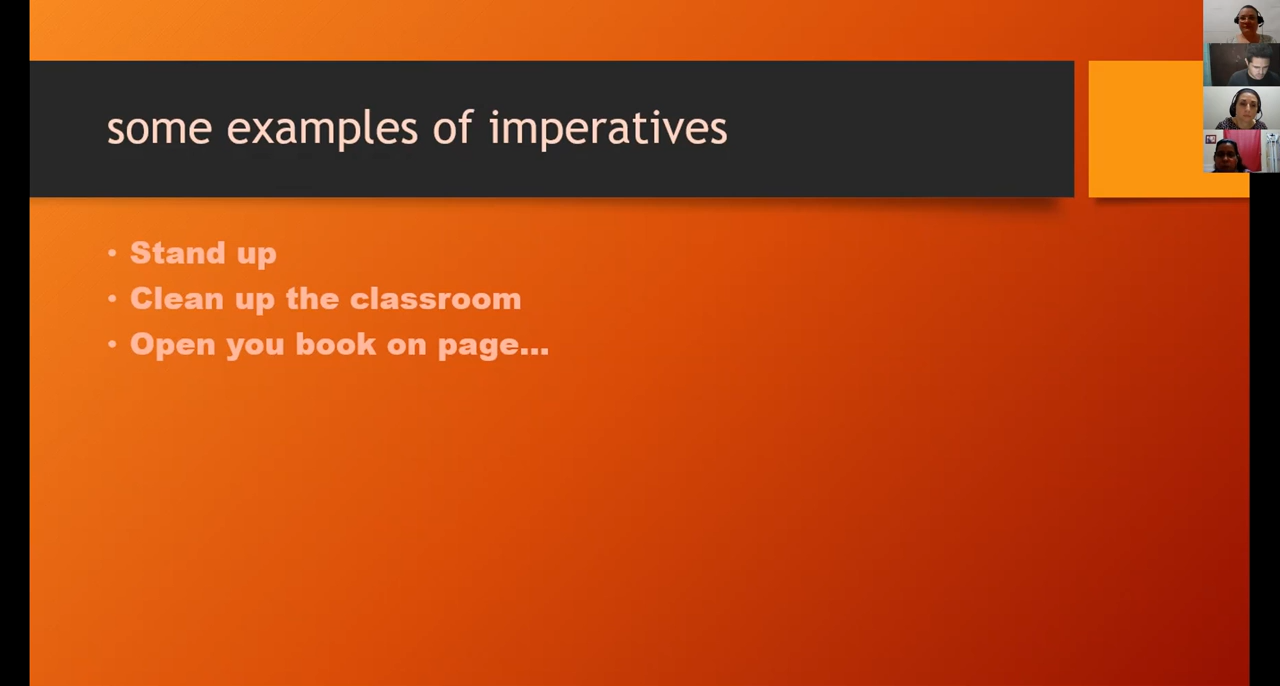 some examples of imperatives
• Stand up
• Clean up the classroom
• Open you book on page...